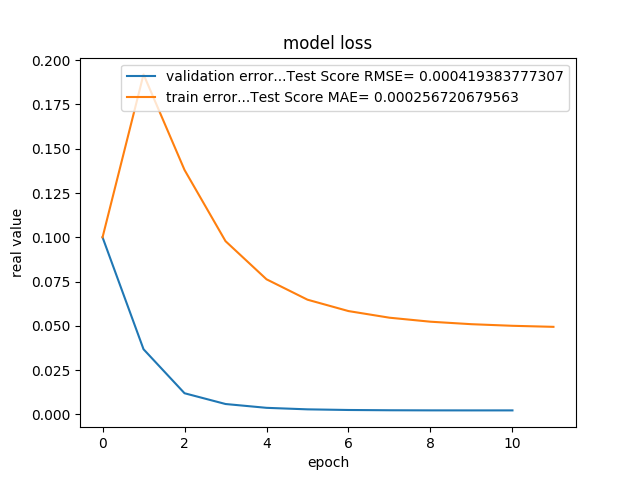 model loss
validation error...Test Score RMSE= 0.000419383777307
train error...Test Score MAE= 0.000256720679563
real value
0.200
0.175
0.150
0.125
0.100
0.075
0.050
0.025
0.000
0 2 4 6 8 10
epoch